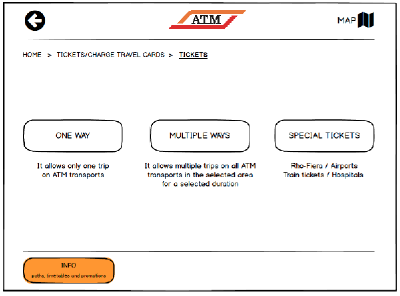 ATM
MAP
HOME > TICKETS/CHARGE TRAVEL CARDS > TICKETS
ONE WAY
MULTIPLE WAYS
SPECIAL TICKETS
It allows only one trip
on ATM transports
It allows multiple trips on all ATM
transports in the selected area
for a selected duration
Rho-Fiera / Airports
Train tickets / Hospitals
INFO
paths, timetables and promotions